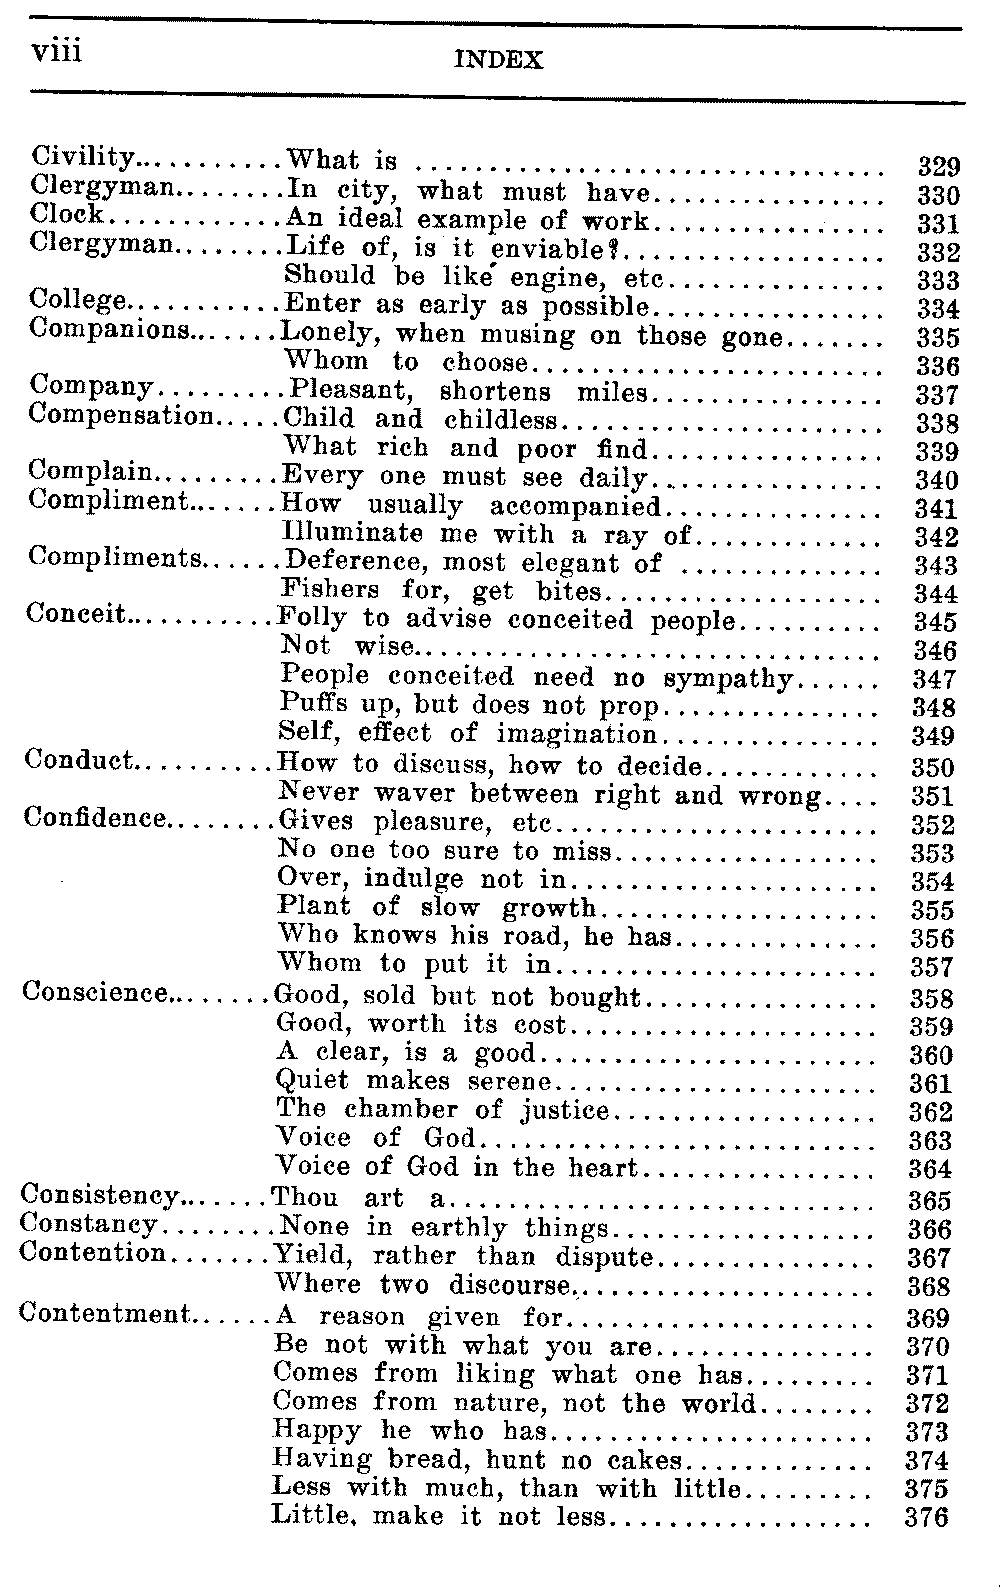 viii
INDEX
Civility...........What is ............................... 329
Clergyman........In city, what must have................ 330
Clock............An ideal example of work................ 331
Clergyman........Life of, is it enviable?.................. 332
Should be like engine, etc............... 333
College...........Enter as early as possible................ 334
Companions.......Lonely, when musing on those gone....... 335
Whom to choose........................ 336
Company.........Pleasant, shortens miles................ 337
Compensation.....Child and childless...................... 338
What rich and poor find................ 339
Complain.........Every one must see daily................ 340
Compliment.......How usually accompanied............... 341
Illuminate me with a ray of............. 342
Compliments......Deference, most elegant of .............. 343
Fishers for, get bites................... 344
Conceit...........Folly to advise conceited people.......... 345
Not wise............................... 346
People conceited need no sympathy...... 347
Puffs up, but does not prop............... 348
Self, effect of imagination............... 349
Conduct..........How to discuss, how to decide............ 350
Never waver between right and wrong.... 351
Confidence........Gives pleasure, etc...................... 352
No one too sure to miss.................. 353
Over, indulge not in..................... 354
Plant of slow growth................... 355
Who knows his road, he has.............. 356
Whom to put it in...................... 357
Conscience........Good, sold but not bought................ 358
Good, worth its cost..................... 359
A clear, is a good....................... 360
Quiet makes serene...................... 361
The chamber of justice.................. 362
Voice of God........................... 363
Voice of God in the heart................ 364
Consistency.......Thou art a............................. 365
Constancy........None in earthly things.................. 366
Contention.......Yield, rather than dispute............... 367
Where two discourse..................... 368
Contentment......A reason given for..................... 369
Be not with what you are............... 370
Comes from liking what one has......... 371
Comes from nature, not the world........ 372
Happy he who has...................... 373
Having bread, hunt no cakes............. 374
Less with much, than with little......... 375
Little, make it not less.................. 376